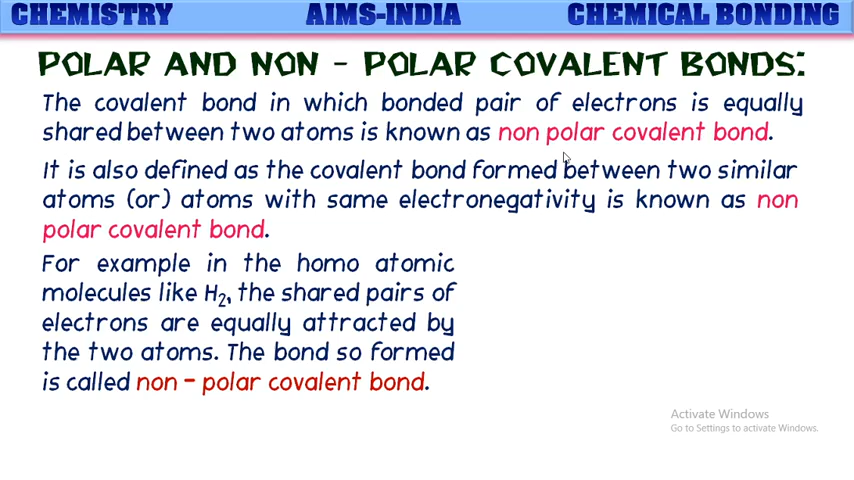 CHEMISTRY AIMS-INDIA CHEMICAL BONDING
POLAR AND NON - POLAR COVALENT BONDS:
The covalent bond in which bonded pair of electrons is equally
shared between two atoms is known as non polar covalent bond.
It is also defined as the covalent bond formed between two similar
atoms (or) atoms with same electronegativity is known as non
polar covalent bond.
For example in the homo atomic
molecules like H₂, the shared pairs of
electrons are equally attracted by
the two atoms. The bond so formed
is called non - polar covalent bond.
Activate Windows
Go to Settings to activate Windows.